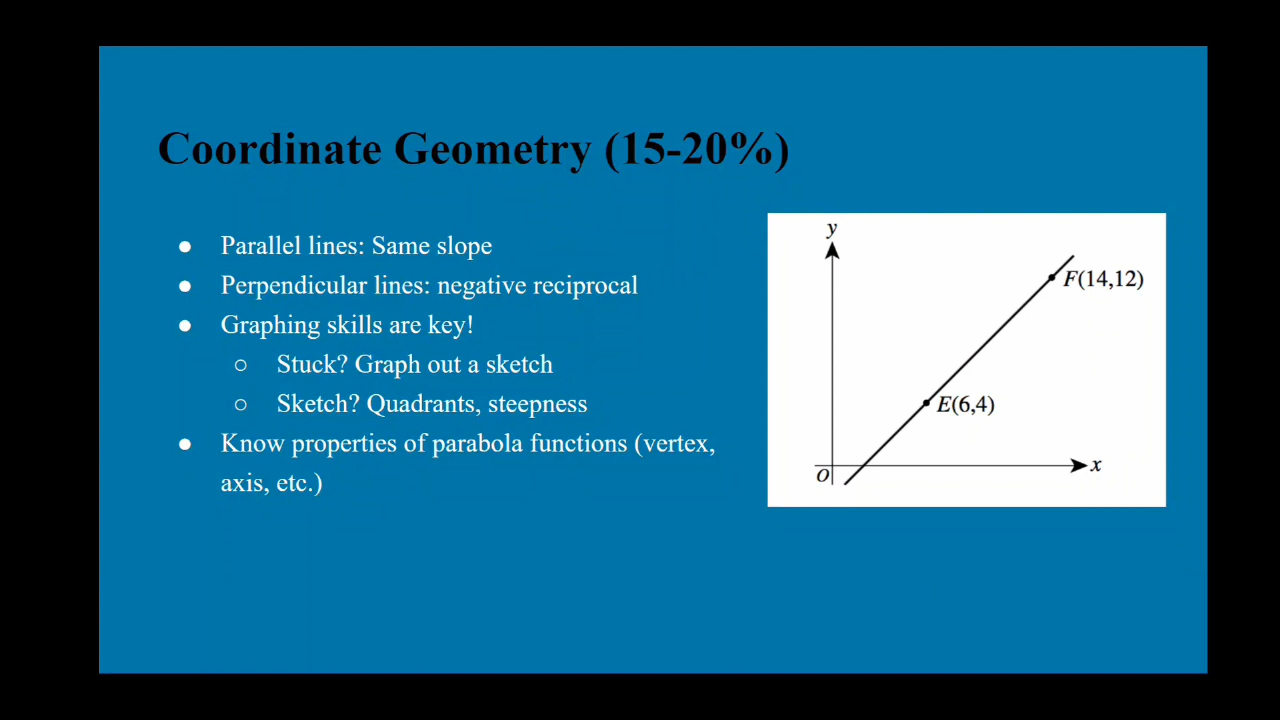 Coordinate Geometry (15-20%)
● Parallel lines: Same slope
● Perpendicular lines: negative reciprocal
● Graphing skills are key!
○ Stuck? Graph out a sketch
○ Sketch? Quadrants, steepness
● Know properties of parabola functions (vertex,
axis, etc.)
y
F(14,12)
E(6,4)
O
x